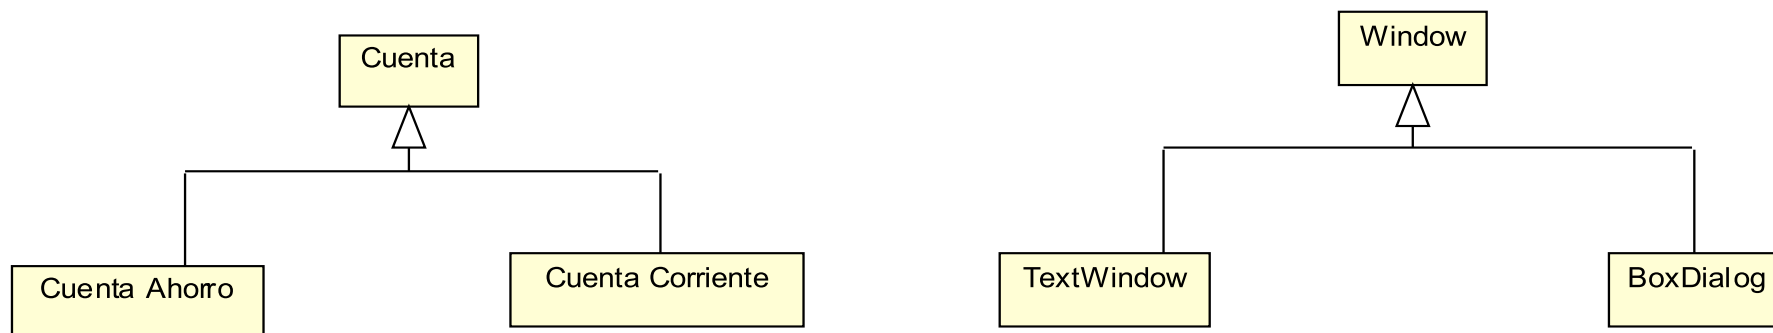 Cuenta
Cuenta Ahorro
Cuenta Corriente
Window
TextWindow
BoxDialog